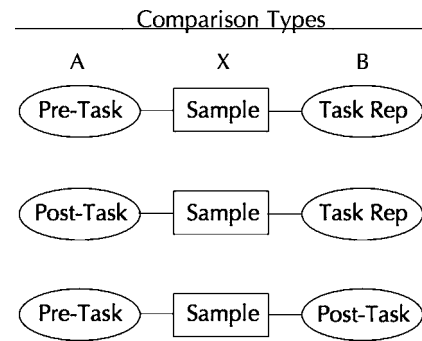 Comparison Types
A X B
Pre-Task Sample Task Rep
Post-Task Sample Task Rep
Pre-Task Sample Post-Task